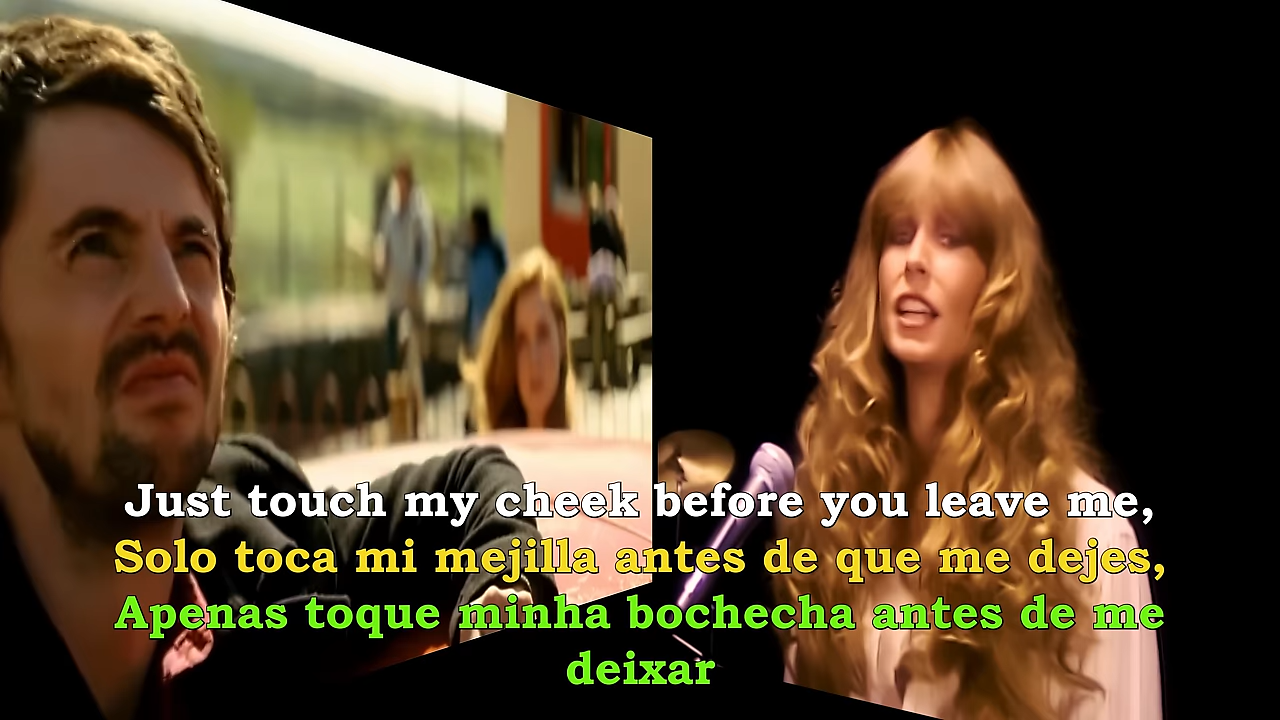 Just touch my cheek before you leave me,
Solo toca mi mejilla antes de que me dejes,
Apenas toque minha bochecha antes de me
deixar